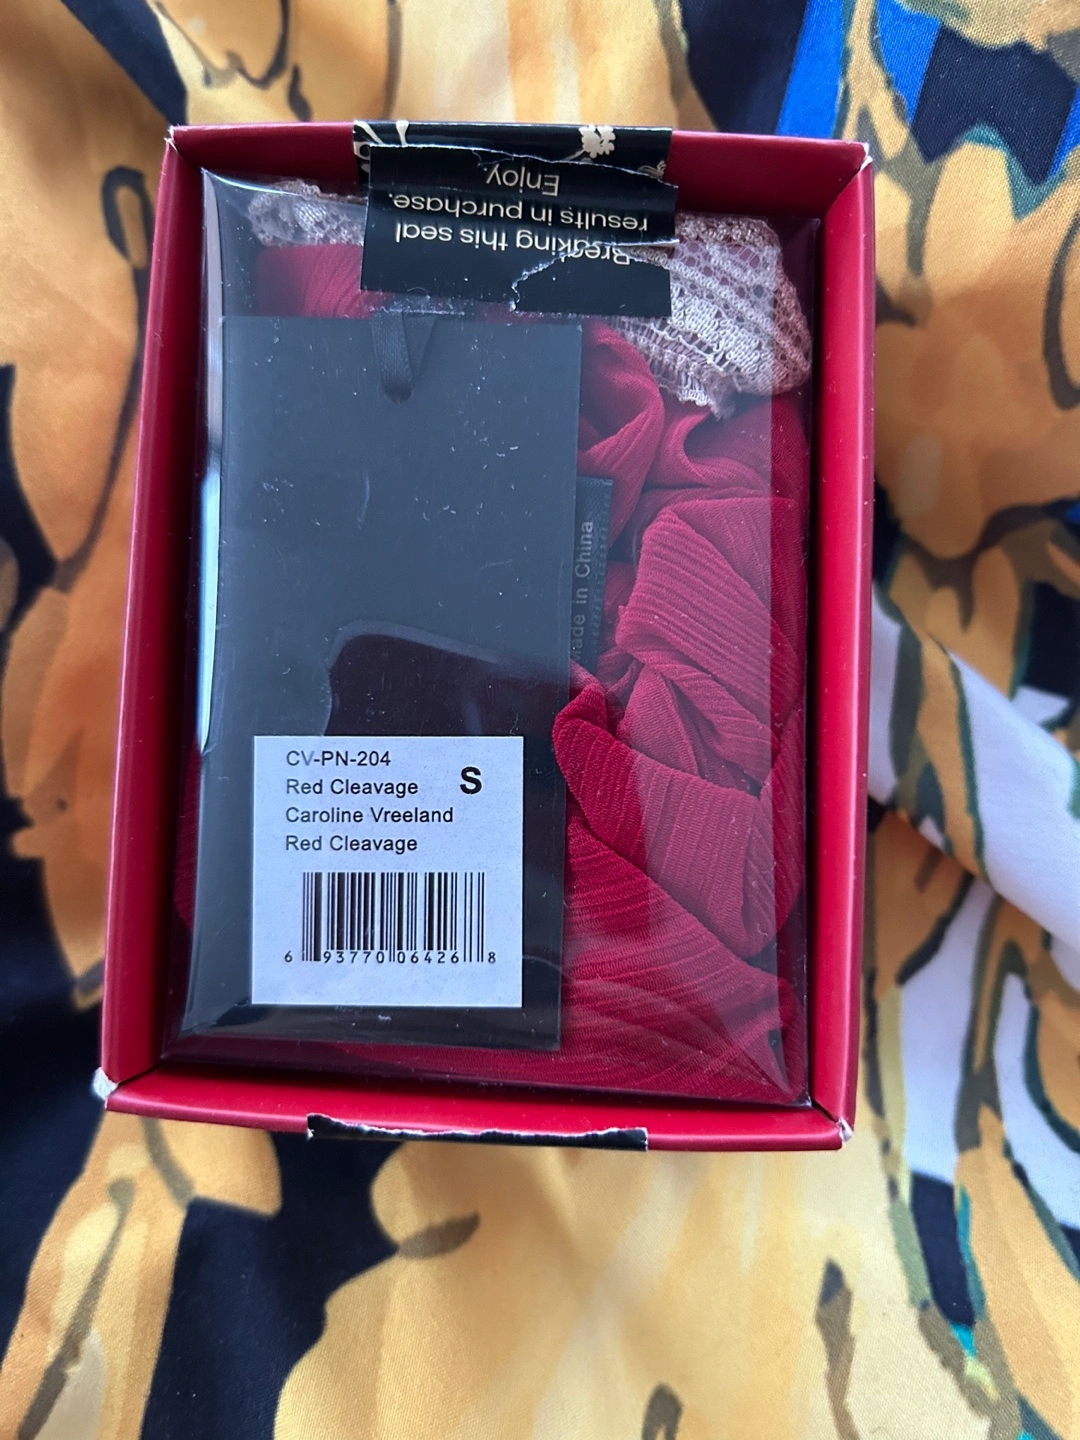 Breaking this seal
results in purchase.
Enjoy.
Made in China
CV-PN-204
Red Cleavage S
Caroline Vreeland
Red Cleavage
6 93770 06426 8